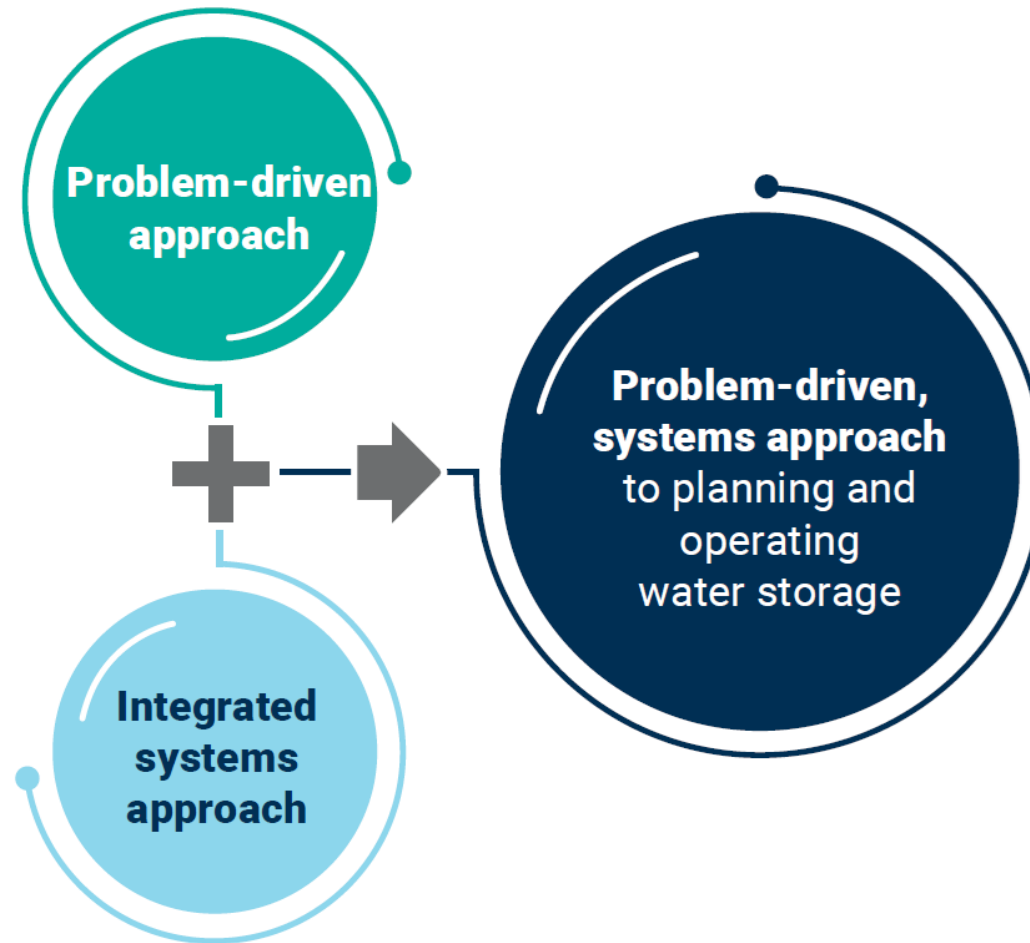 Problem-driven
approach
Problem-driven,
systems approach
to planning and
operating
water storage
Integrated
systems
approach